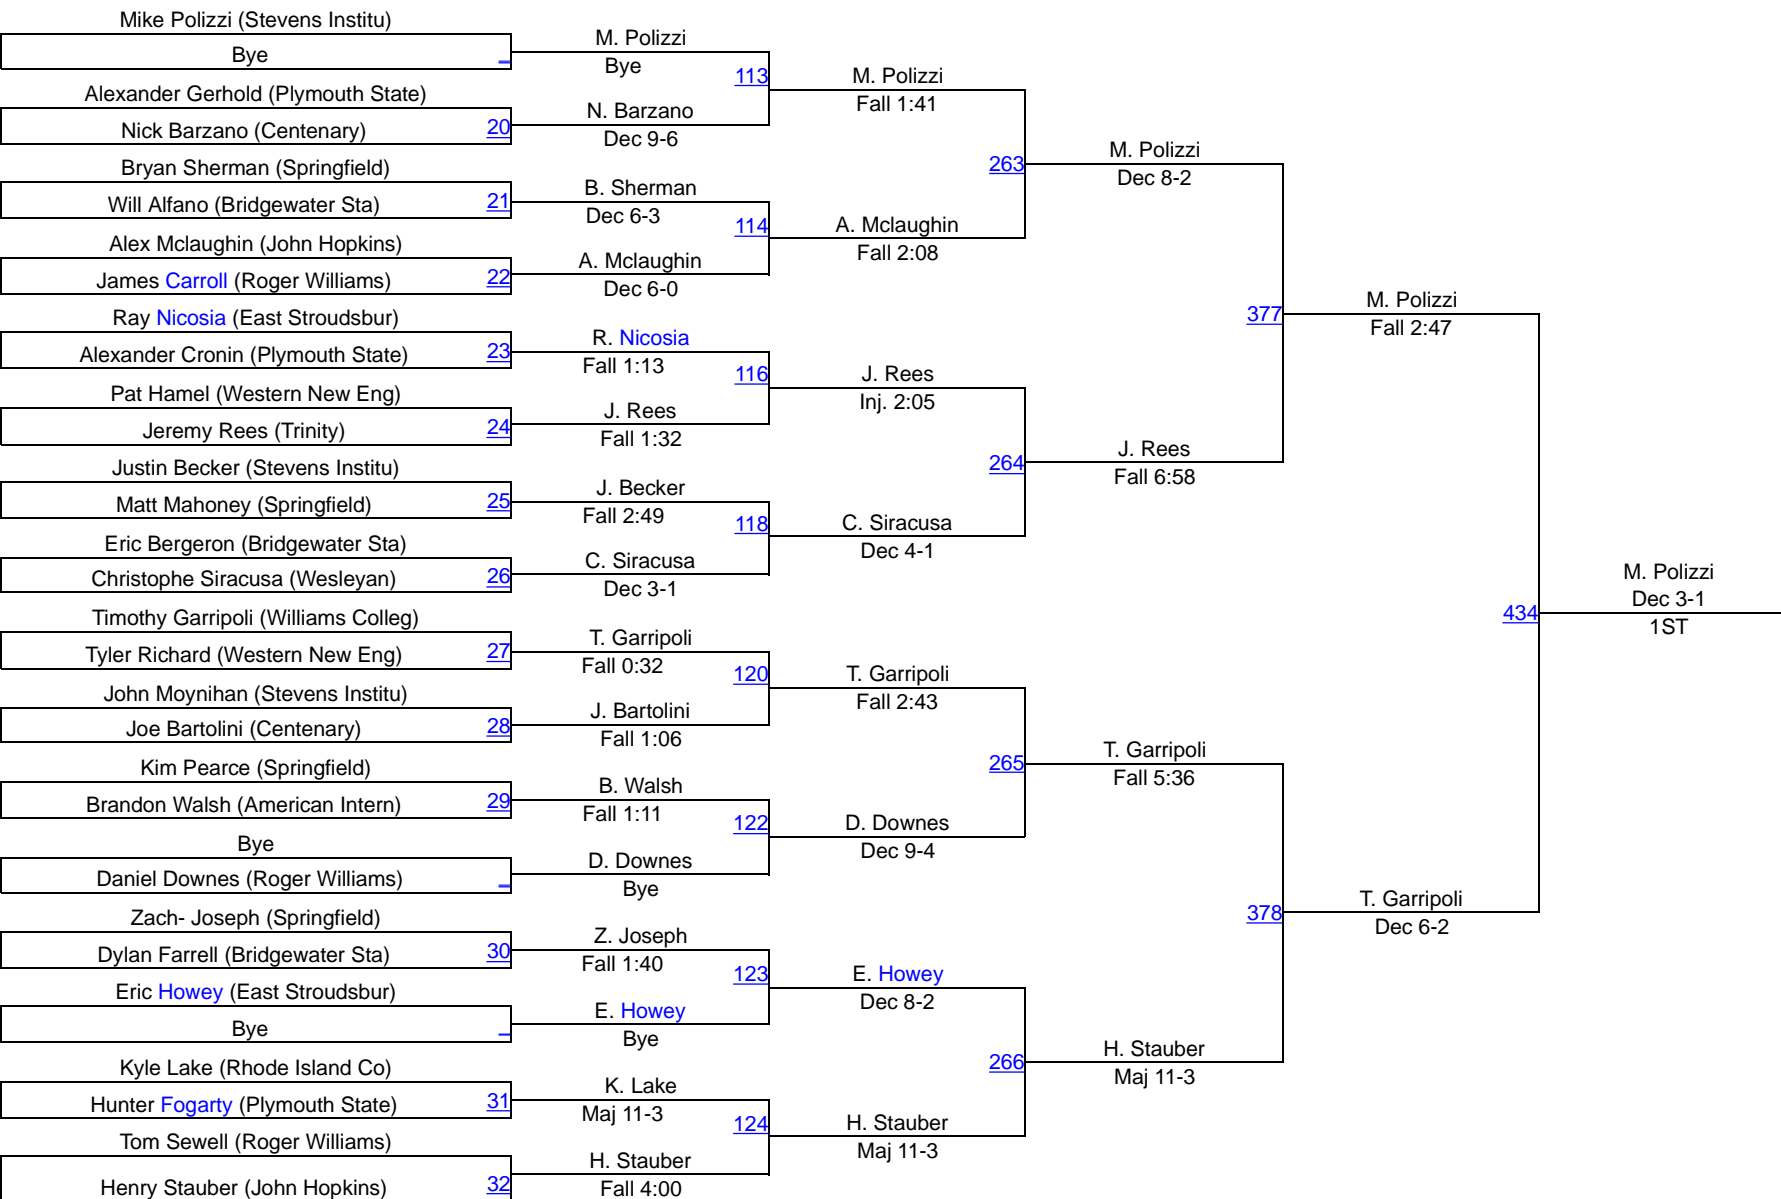 Mike Polizzi (Stevens Institu)
Bye
Alexander Gerhold (Plymouth State)
20
Nick Barzano (Centenary)
Bryan Sherman (Springfield)
21
Will Alfano (Bridgewater Sta)
Alex Mclaughin (John Hopkins)
22
James Carroll (Roger Williams)
Ray Nicosia (East Stroudsbur)
23
Alexander Cronin (Plymouth State)
Pat Hamel (Western New Eng)
24
Jeremy Rees (Trinity)
Justin Becker (Stevens Institu)
25
Matt Mahoney (Springfield)
Eric Bergeron (Bridgewater Sta)
26
Christophe Siracusa (Wesleyan)
Timothy Garripoli (Williams Colleg)
27
Tyler Richard (Western New Eng)
John Moynihan (Stevens Institu)
28
Joe Bartolini (Centenary)
Kim Pearce (Springfield)
29
Brandon Walsh (American Intern)
Bye
Daniel Downes (Roger Williams)
Zach- Joseph (Springfield)
30
Dylan Farrell (Bridgewater Sta)
Eric Howey (East Stroudsbur)
Bye
Kyle Lake (Rhode Island Co)
31
Hunter Fogarty (Plymouth State)
Tom Sewell (Roger Williams)
32
Henry Stauber (John Hopkins)
M. Polizzi
Bye
113
N. Barzano
Dec 9-6
B. Sherman
Dec 6-3
114
A. Mclaughin
Dec 6-0
R. Nicosia
Fall 1:13
116
J. Rees
Fall 1:32
J. Becker
Fall 2:49
118
C. Siracusa
Dec 3-1
T. Garripoli
Fall 0:32
120
J. Bartolini
Fall 1:06
B. Walsh
Fall 1:11
122
D. Downes
Bye
Z. Joseph
Fall 1:40
123
E. Howey
Bye
K. Lake
Maj 11-3
124
H. Stauber
Fall 4:00
M. Polizzi
Fall 1:41
263
A. Mclaughin
Fall 2:08
J. Rees
Inj. 2:05
264
C. Siracusa
Dec 4-1
T. Garripoli
Fall 2:43
265
D. Downes
Dec 9-4
E. Howey
Dec 8-2
266
H. Stauber
Maj 11-3
M. Polizzi
Dec 8-2
377
J. Rees
Fall 6:58
T. Garripoli
Fall 5:36
378
H. Stauber
Maj 11-3
M. Polizzi
Fall 2:47
434
T. Garripoli
Dec 6-2
M. Polizzi
Dec 3-1
1ST